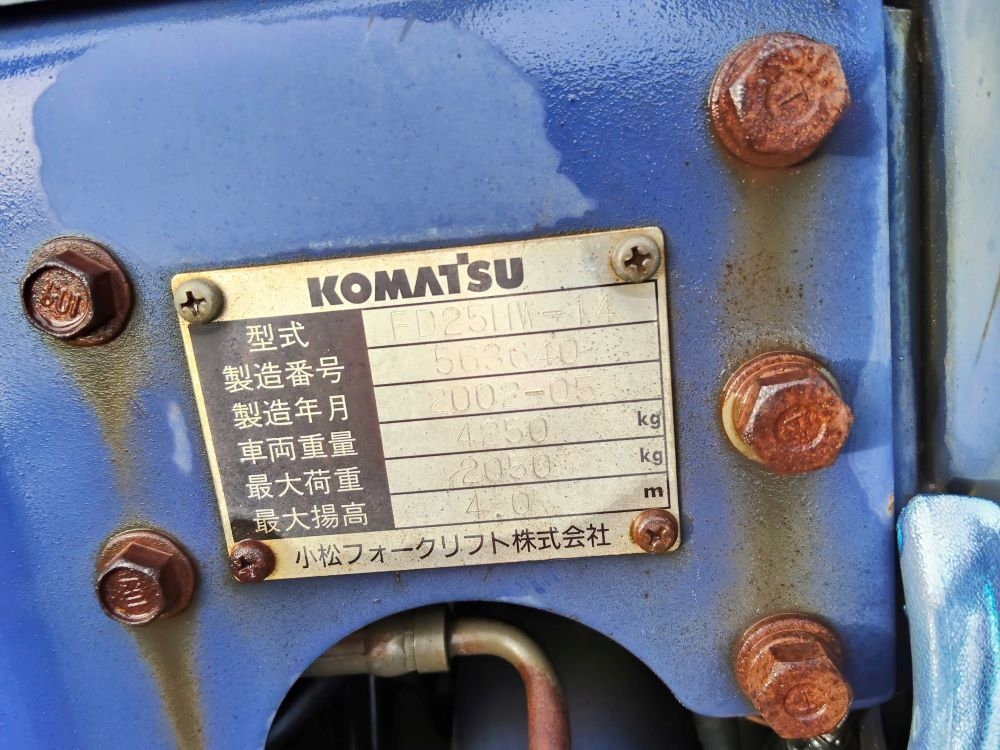 KOMATSU
型式 FD25HW-14
製造番号 563640
製造年月 2002-05
車両重量 4250 kg
最大荷重 2050 kg
最大揚高 4.0 m
小松フォークリフト株式会社
10.9